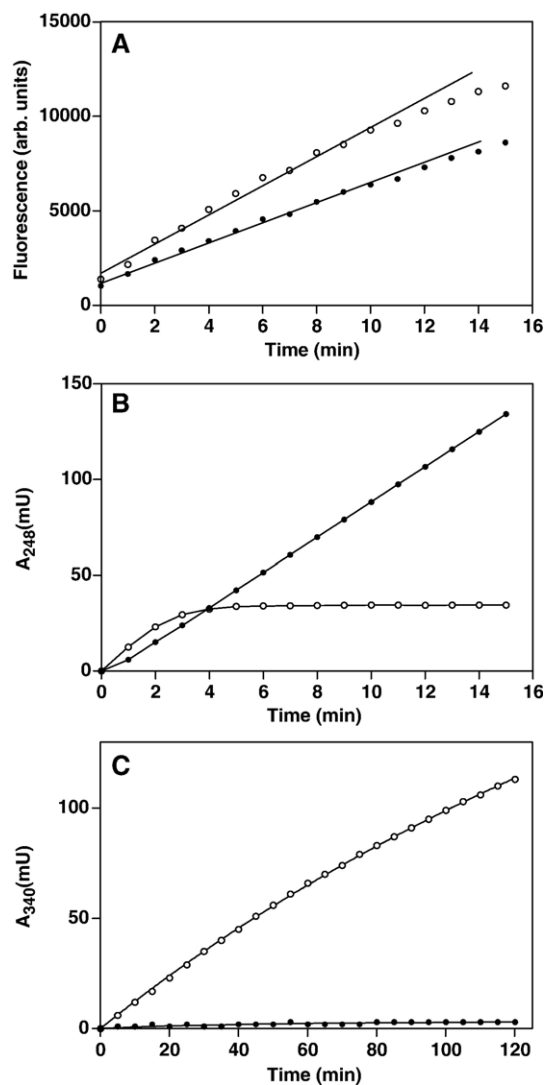 A
Fluorescence (arb. units)
15000
10000
5000
0
0 2 4 6 8 10 12 14 16
Time (min)
B
A248(mU)
150
100
50
0
0 2 4 6 8 10 12 14 16
Time (min)
C
A340(mU)
100
50
0
0 20 40 60 80 100 120
Time (min)